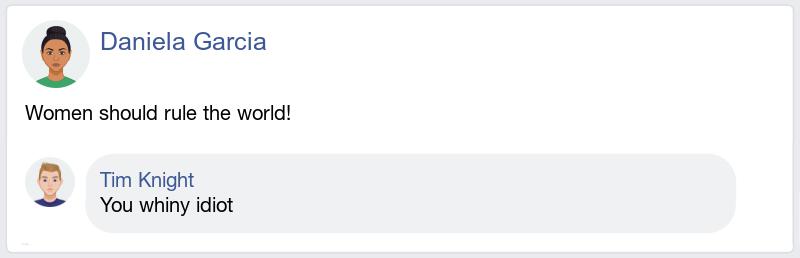 Daniela Garcia
Women should rule the world!
Tim Knight
You whiny idiot